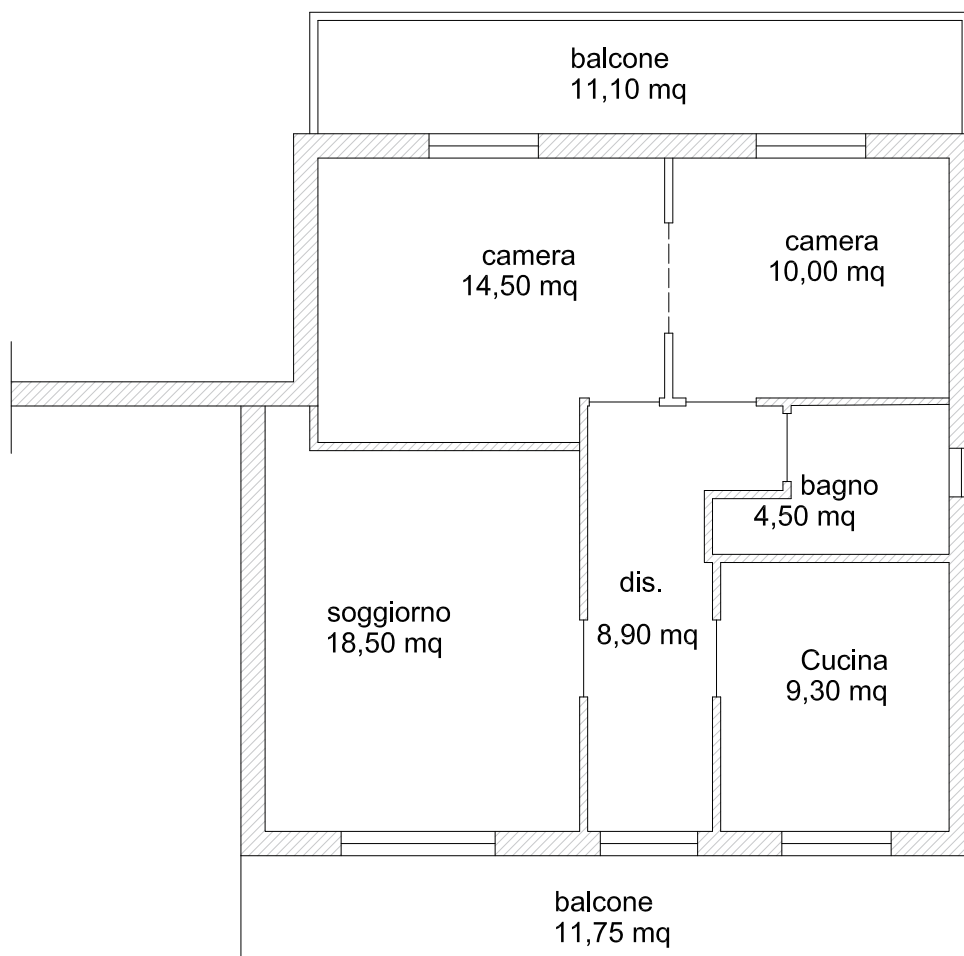 balcone
11,10 mq
camera
14,50 mq
camera
10,00 mq
bagno
4,50 mq
dis.
8,90 mq
soggiorno
18,50 mq
Cucina
9,30 mq
balcone
11,75 mq